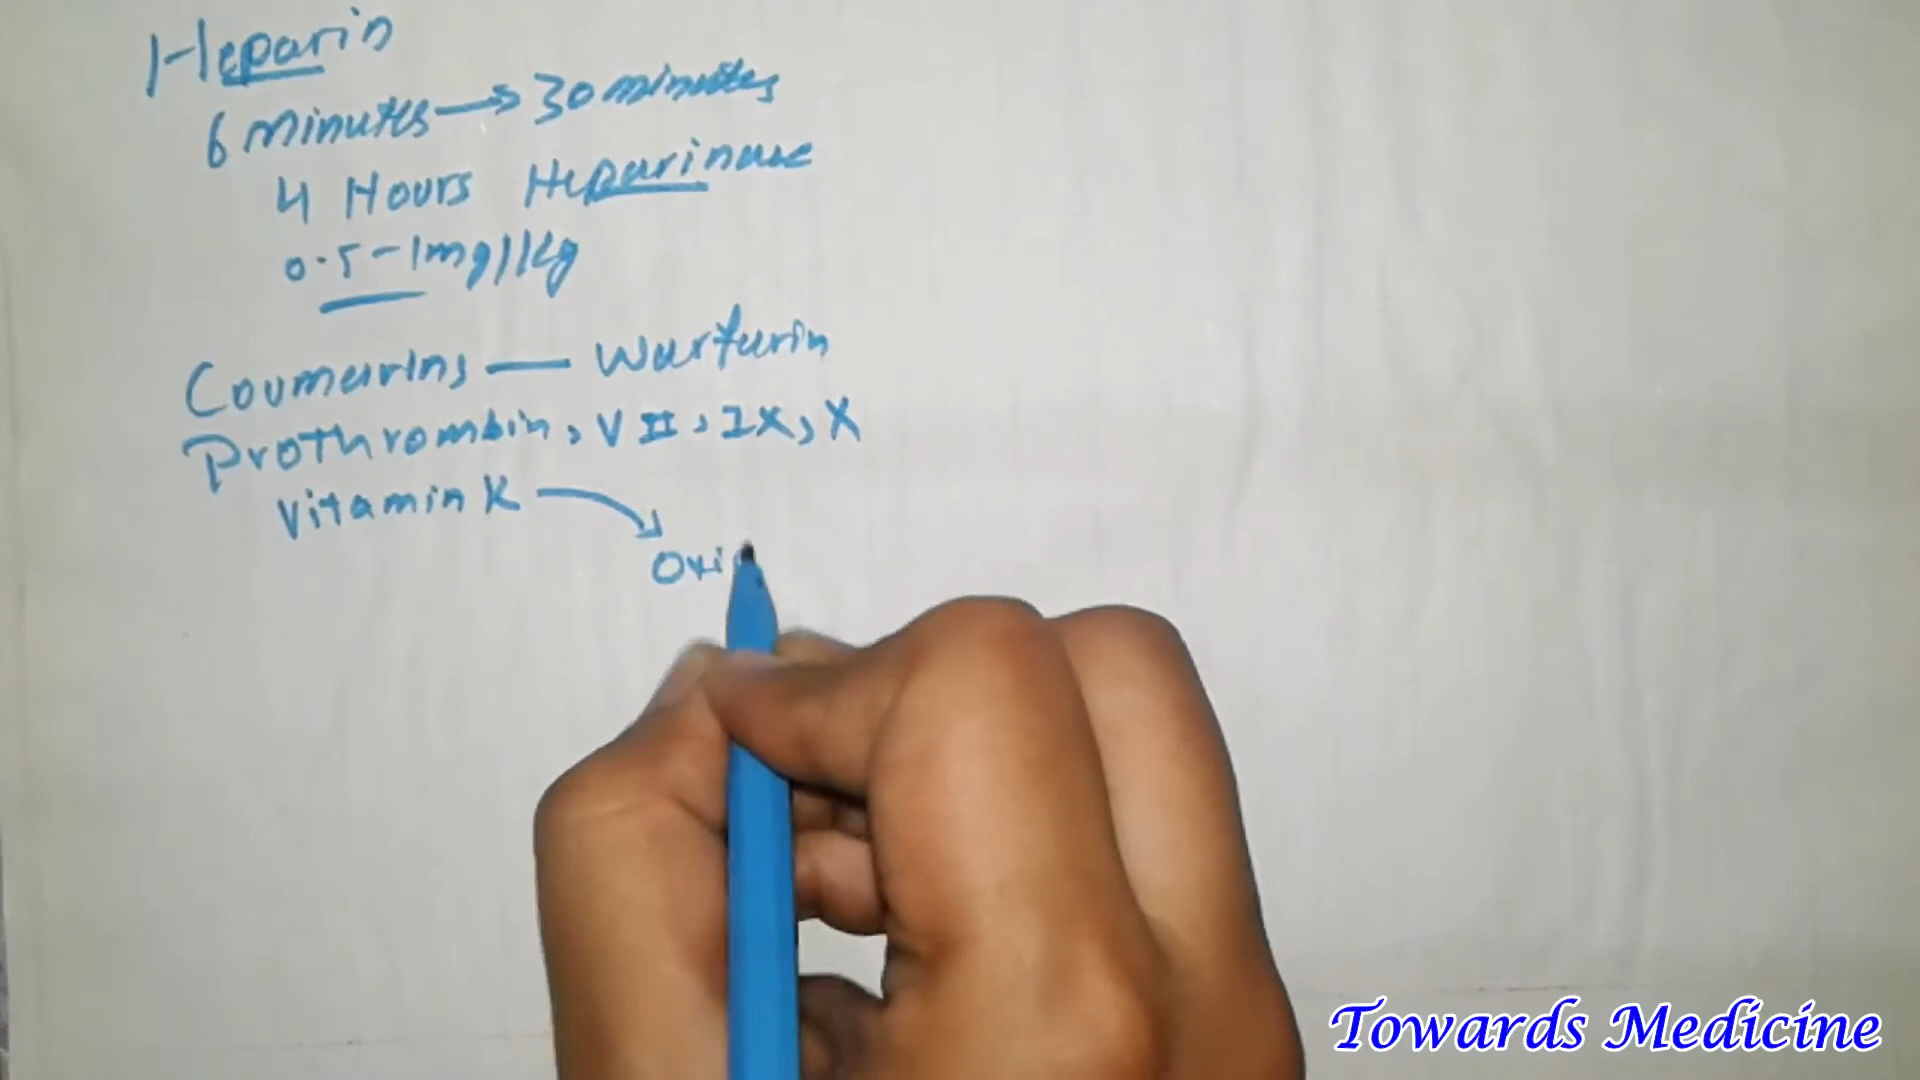 Heparin
6 minutes → 30 minutes
4 Hours Heparinase
0.5 - 1mg/Kg
Coumarins — Warfarin
Prothrombin, VII, IX, X
Vitamin K →
Oxi
Towards Medicine